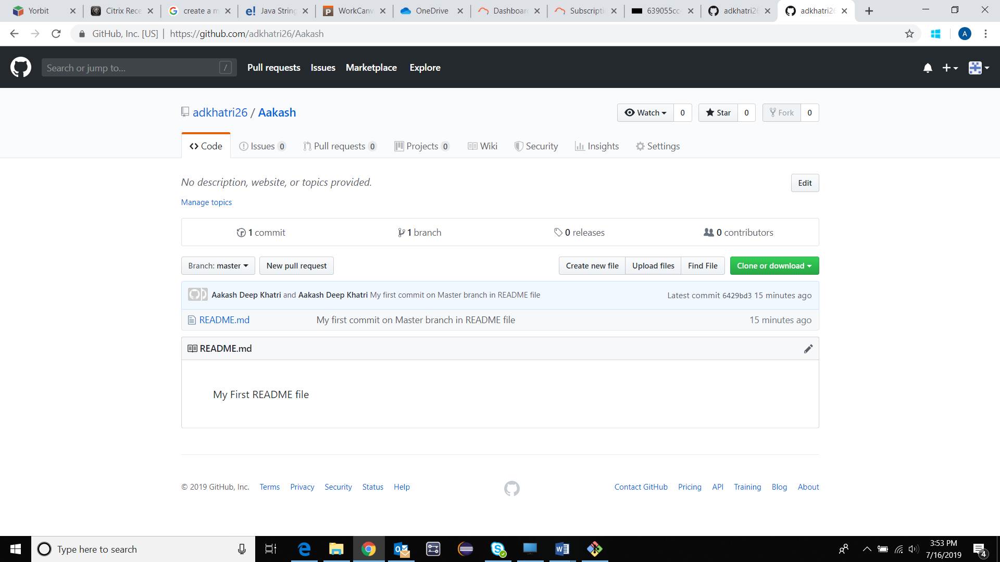 Yorbit Citrix Rece create a m Java String WorkCanv OneDrive Dashboard Subscripti 639055cc- adkhatri26 adkhatri26
GitHub, Inc. [US] | https://github.com/adkhatri26/Aakash
Search or jump to... / Pull requests Issues Marketplace Explore
adkhatri26 / Aakash Watch 0 Star 0 Fork 0
Code Issues 0 Pull requests 0 Projects 0 Wiki Security Insights Settings
No description, website, or topics provided. Edit
Manage topics
1 commit 1 branch 0 releases 0 contributors
Branch: master New pull request Create new file Upload files Find File Clone or download
Aakash Deep Khatri and Aakash Deep Khatri My first commit on Master branch in README file Latest commit 6429bd3 15 minutes ago
README.md My first commit on Master branch in README file 15 minutes ago
README.md
My First README file
© 2019 GitHub, Inc. Terms Privacy Security Status Help Contact GitHub Pricing API Training Blog About
Type here to search 3:53 PM
7/16/2019 4